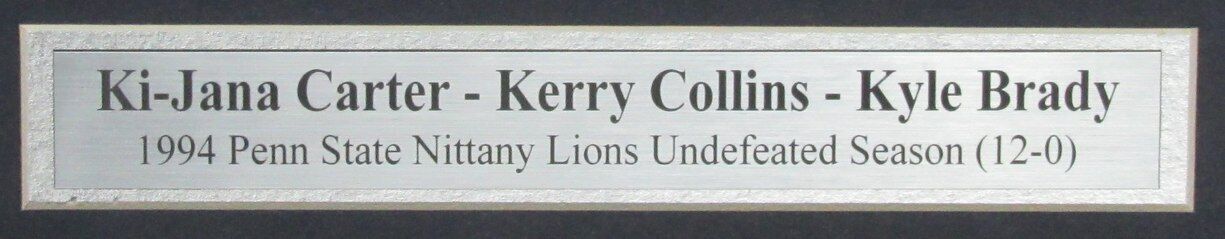 Ki-Jana Carter - Kerry Collins - Kyle Brady
1994 Penn State Nittany Lions Undefeated Season (12-0)